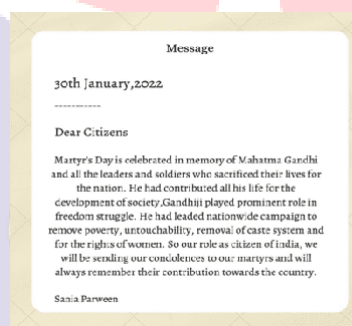 Message
30th January,2022
-----------
Dear Citizens
Martyr's Day is celebrated in memory of Mahatma Gandhi
and all the leaders and soldiers who sacrificed their lives for
the nation. He had contributed all his life for the
development of society,Gandhiji played prominent role in
freedom struggle. He had leaded nationwide campaign to
remove poverty, untouchability, removal of caste system and
for the rights of women. So our role as citizen of india, we
will be sending our condolences to our martyrs and will
always remember their contribution towards the country.
Sania Parween